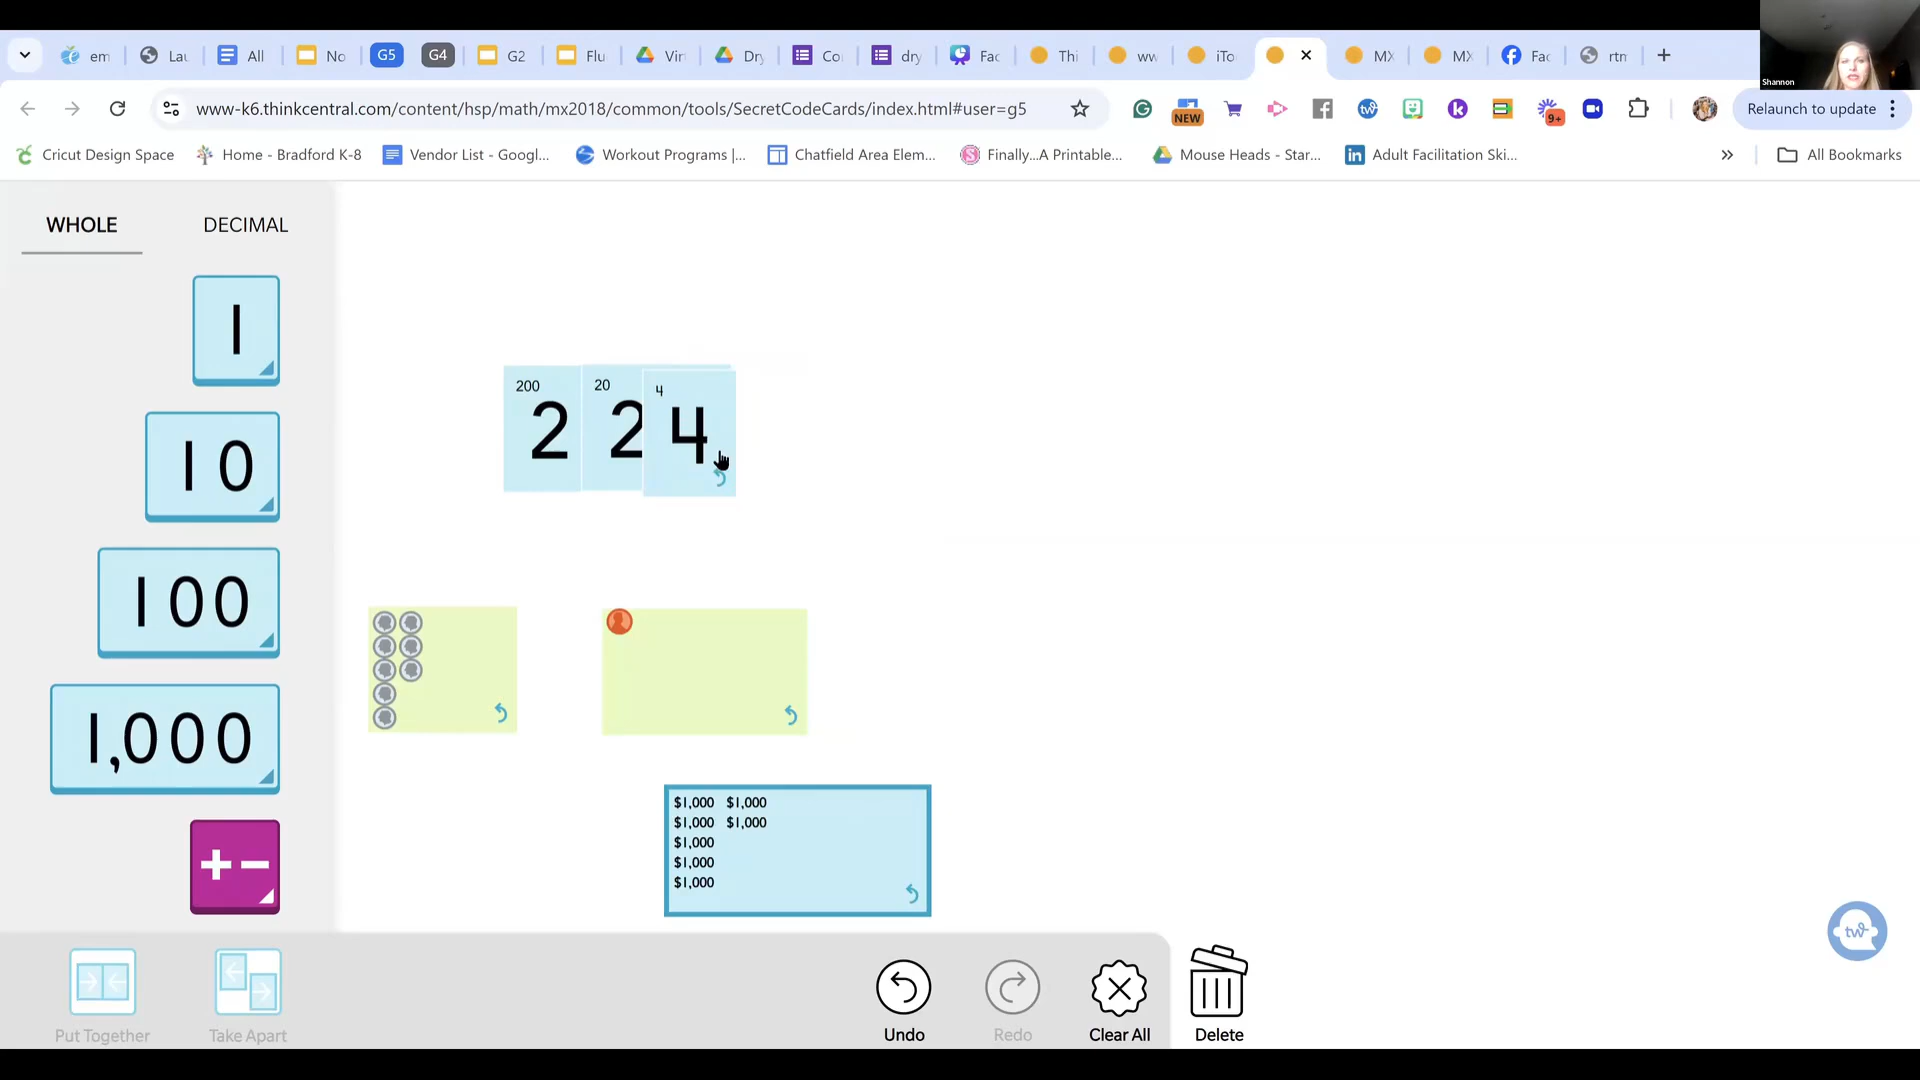 em
Lau
All
No
G5
G4
G2
Flu
Vir
Dry
Co
dry
Fac
Thi
ww
iTo
MX
MX
Fac
rtn
Shannon
www-k6.thinkcentral.com/content/hsp/math/mx2018/common/tools/SecretCodeCards/index.html#user=g5
NEW
tw
k
9+
Relaunch to update
Cricut Design Space
Home - Bradford K-8
Vendor List - Googl...
Workout Programs |...
Chatfield Area Elem...
Finally...A Printable...
Mouse Heads - Star...
in
Adult Facilitation Ski...
All Bookmarks
WHOLE
DECIMAL
1
10
100
1,000
+ −
200
2
20
2
4
4
$1,000 $1,000
$1,000 $1,000
$1,000
$1,000
$1,000
tw
Put Together
Take Apart
Undo
Redo
Clear All
Delete